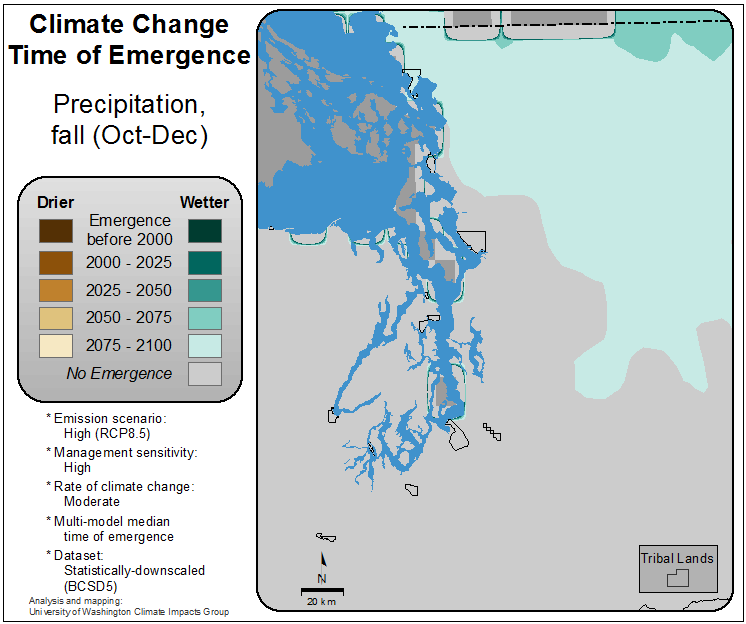 Climate Change
Time of Emergence
Precipitation,
fall (Oct-Dec)
Drier Wetter
Emergence
before 2000
2000 - 2025
2025 - 2050
2050 - 2075
2075 - 2100
No Emergence
* Emission scenario:
High (RCP8.5)
* Management sensitivity:
High
* Rate of climate change:
Moderate
* Multi-model median
time of emergence
* Dataset:
Statistically-downscaled
(BCSD5)
Analysis and mapping:
University of Washington Climate Impacts Group
N
20 km
Tribal Lands